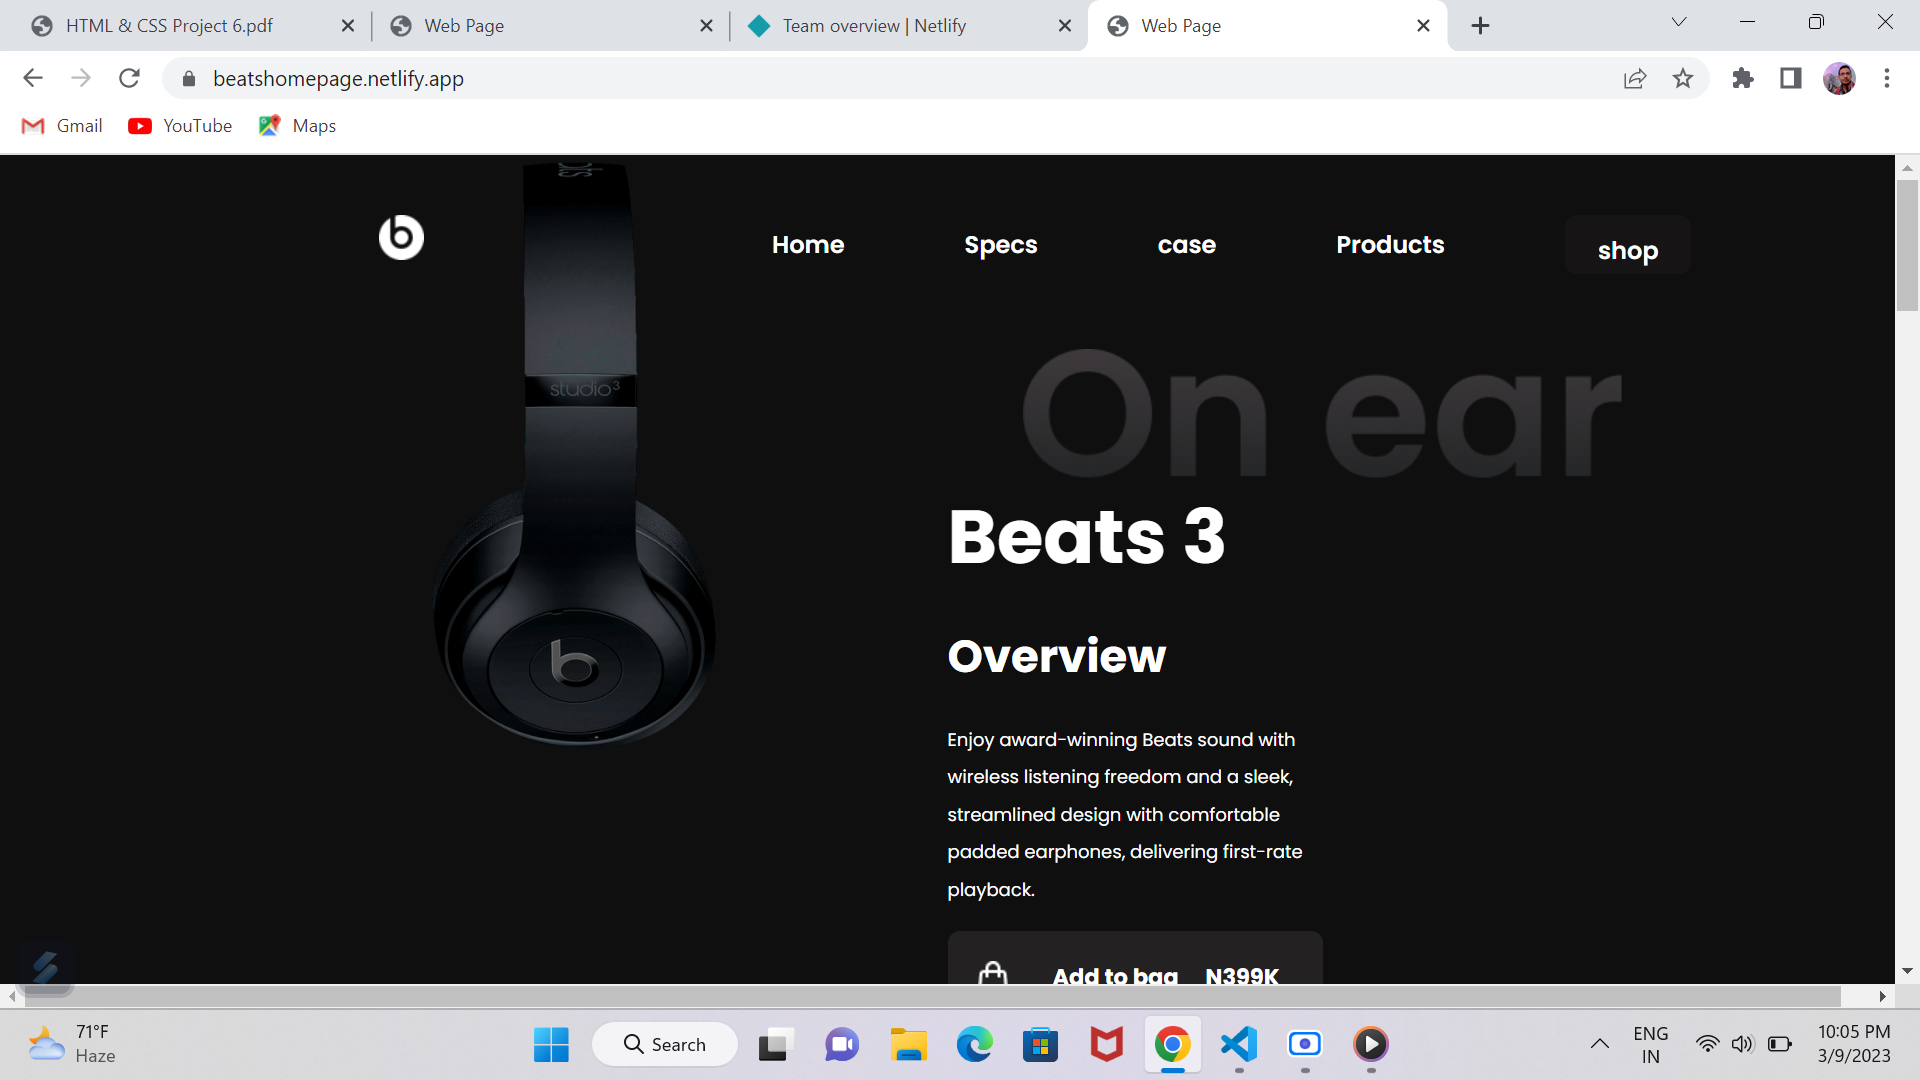 HTML & CSS Project 6.pdf
Web Page
Team overview | Netlify
Web Page
beatshomepage.netlify.app
Gmail
YouTube
Maps
Home
Specs
case
Products
shop
studio³
On ear
Beats 3
Overview
Enjoy award-winning Beats sound with
wireless listening freedom and a sleek,
streamlined design with comfortable
padded earphones, delivering first-rate
playback.
Add to bag N399K
71°F
Haze
Search
ENG
IN
10:05 PM
3/9/2023